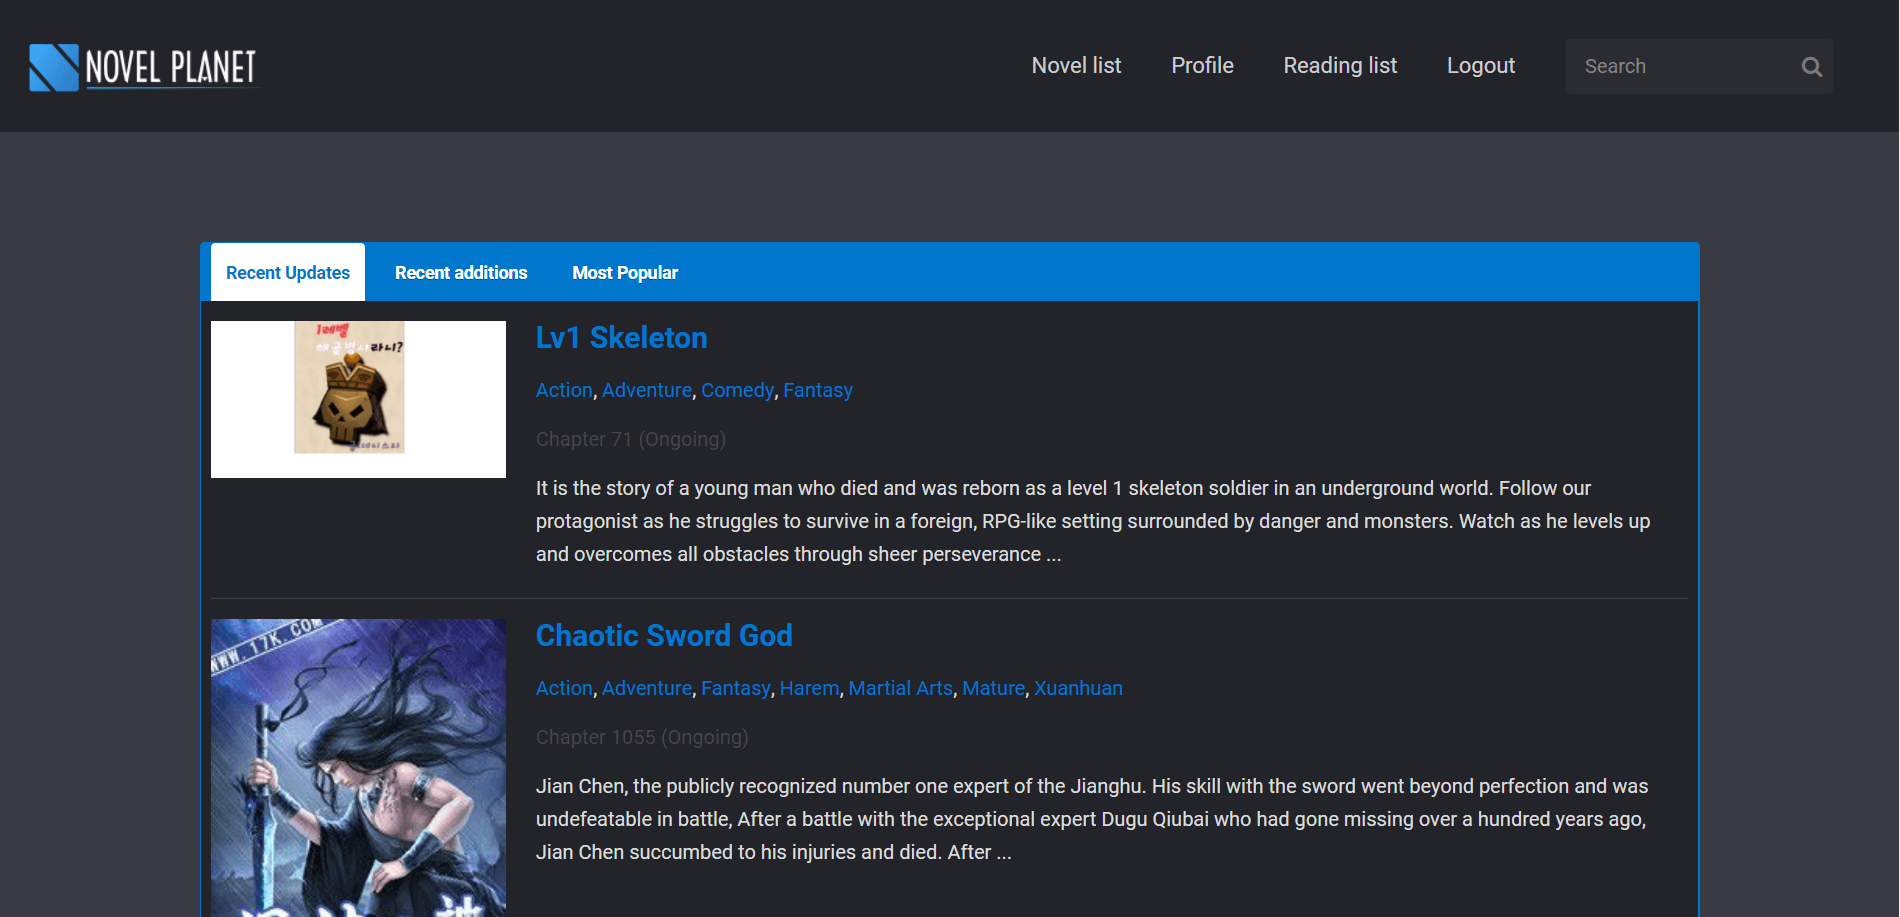 NOVEL PLANET
Novel list
Profile
Reading list
Logout
Search
Recent Updates
Recent additions
Most Popular
1레벨
해골병사라니?
Lv1 Skeleton
Action, Adventure, Comedy, Fantasy
Chapter 71 (Ongoing)
It is the story of a young man who died and was reborn as a level 1 skeleton soldier in an underground world. Follow our
protagonist as he struggles to survive in a foreign, RPG-like setting surrounded by danger and monsters. Watch as he levels up
and overcomes all obstacles through sheer perseverance ...
WWW.17K.COM
Chaotic Sword God
Action, Adventure, Fantasy, Harem, Martial Arts, Mature, Xuanhuan
Chapter 1055 (Ongoing)
Jian Chen, the publicly recognized number one expert of the Jianghu. His skill with the sword went beyond perfection and was
undefeatable in battle, After a battle with the exceptional expert Dugu Qiubai who had gone missing over a hundred years ago,
Jian Chen succumbed to his injuries and died. After ...